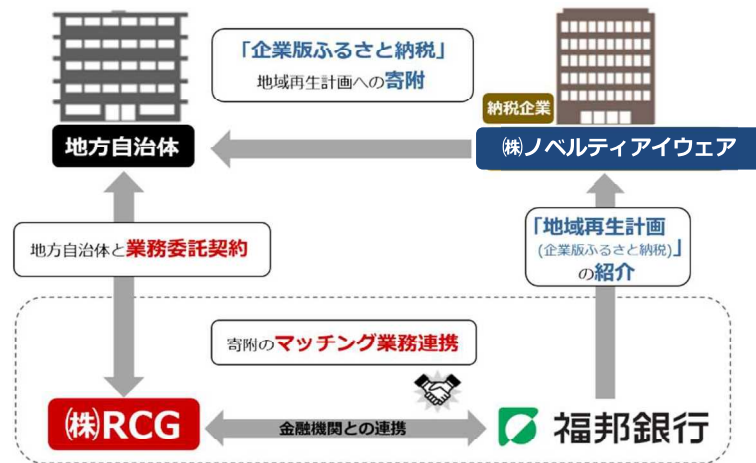 「企業版ふるさと納税」
地域再生計画への寄附
納税企業
地方自治体
㈱ノベルティアイウェア
地方自治体と業務委託契約
「地域再生計画
(企業版ふるさと納税)」
の紹介
寄附のマッチング業務連携
㈱RCG
金融機関との連携
福邦銀行